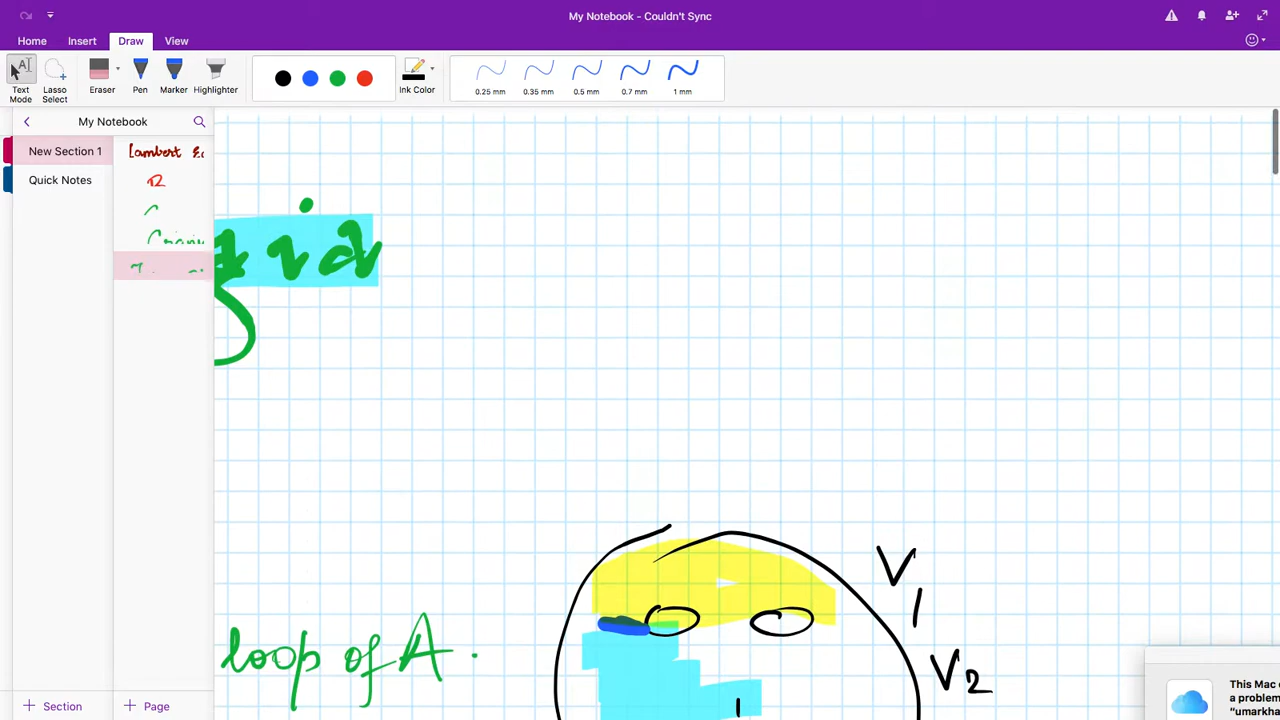 My Notebook - Couldn't Sync
Home Insert Draw View
Text Mode
Lasso Select
Eraser
Pen
Marker
Highlighter
Ink Color
0.25 mm 0.35 mm 0.5 mm 0.7 mm 1 mm
My Notebook
New Section 1
Quick Notes
Lambert
loop of A.
V1
V2
1
This Mac c
a problem
"umarkha
+ Section
+ Page